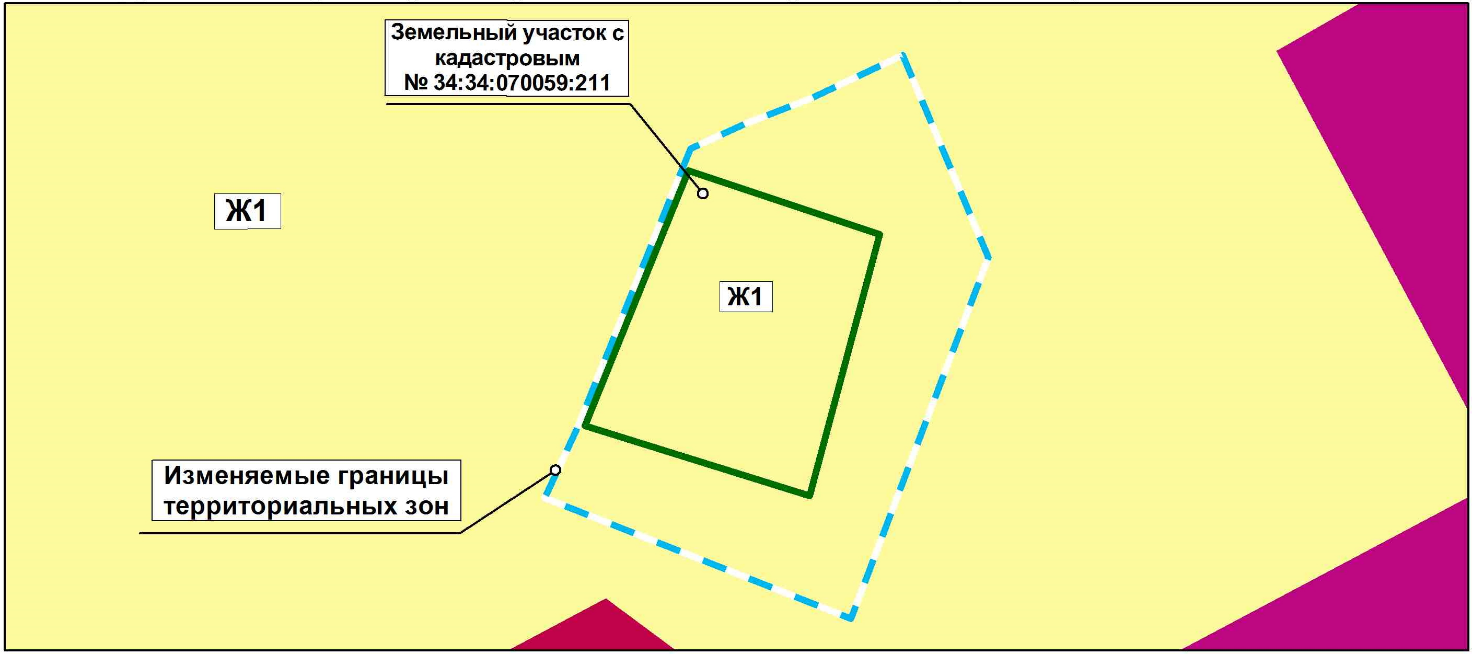 Земельный участок с
кадастровым
№ 34:34:070059:211
Ж1
Ж1
Изменяемые границы
территориальных зон